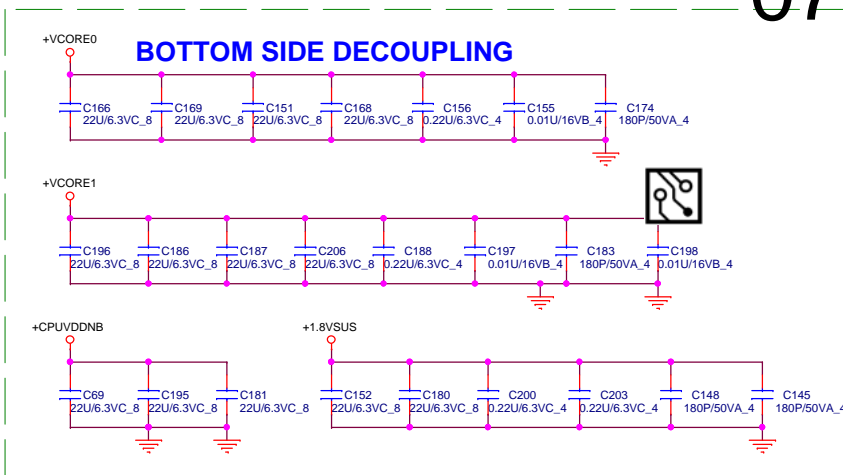 07
+VCORE0
BOTTOM SIDE DECOUPLING
C166 C169 C151 C168 C156 C155 C174
22U/6.3VC_8 22U/6.3VC_8 22U/6.3VC_8 22U/6.3VC_8 0.22U/6.3VC_4 0.01U/16VB_4 180P/50VA_4
+VCORE1
C196 C186 C187 C206 C188 C197 C183 C198
22U/6.3VC_8 22U/6.3VC_8 22U/6.3VC_8 22U/6.3VC_8 0.22U/6.3VC_4 0.01U/16VB_4 180P/50VA_4 0.01U/16VB_4
+CPUVDDNB +1.8VSUS
C69 C195 C181 C152 C180 C200 C203 C148 C145
22U/6.3VC_8 22U/6.3VC_8 22U/6.3VC_8 22U/6.3VC_8 22U/6.3VC_8 0.22U/6.3VC_4 0.22U/6.3VC_4 180P/50VA_4 180P/50VA_4